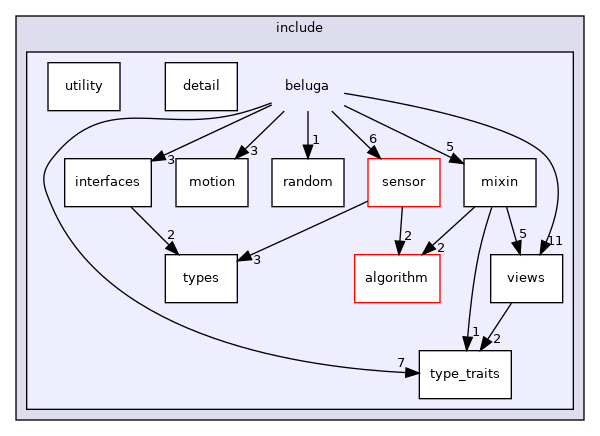 include
utility
detail
beluga
1
6
5
3
3
interfaces
motion
random
sensor
mixin
2
2
2
5
11
3
types
algorithm
views
1
2
7
type_traits